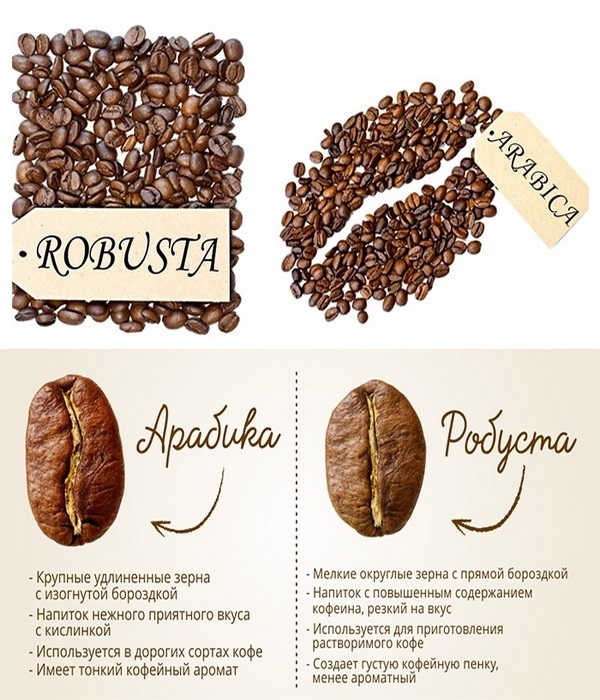 ROBUSTA
ARABICA
Арабика
- Крупные удлиненные зерна
с изогнутой бороздкой
- Напиток нежного приятного вкуса
с кислинкой
- Используется в дорогих сортах кофе
- Имеет тонкий кофейный аромат
Робуста
- Мелкие округлые зерна с прямой бороздкой
- Напиток с повышенным содержанием
кофеина, резкий на вкус
- Используется для приготовления
растворимого кофе
- Создает густую кофейную пенку,
менее ароматный